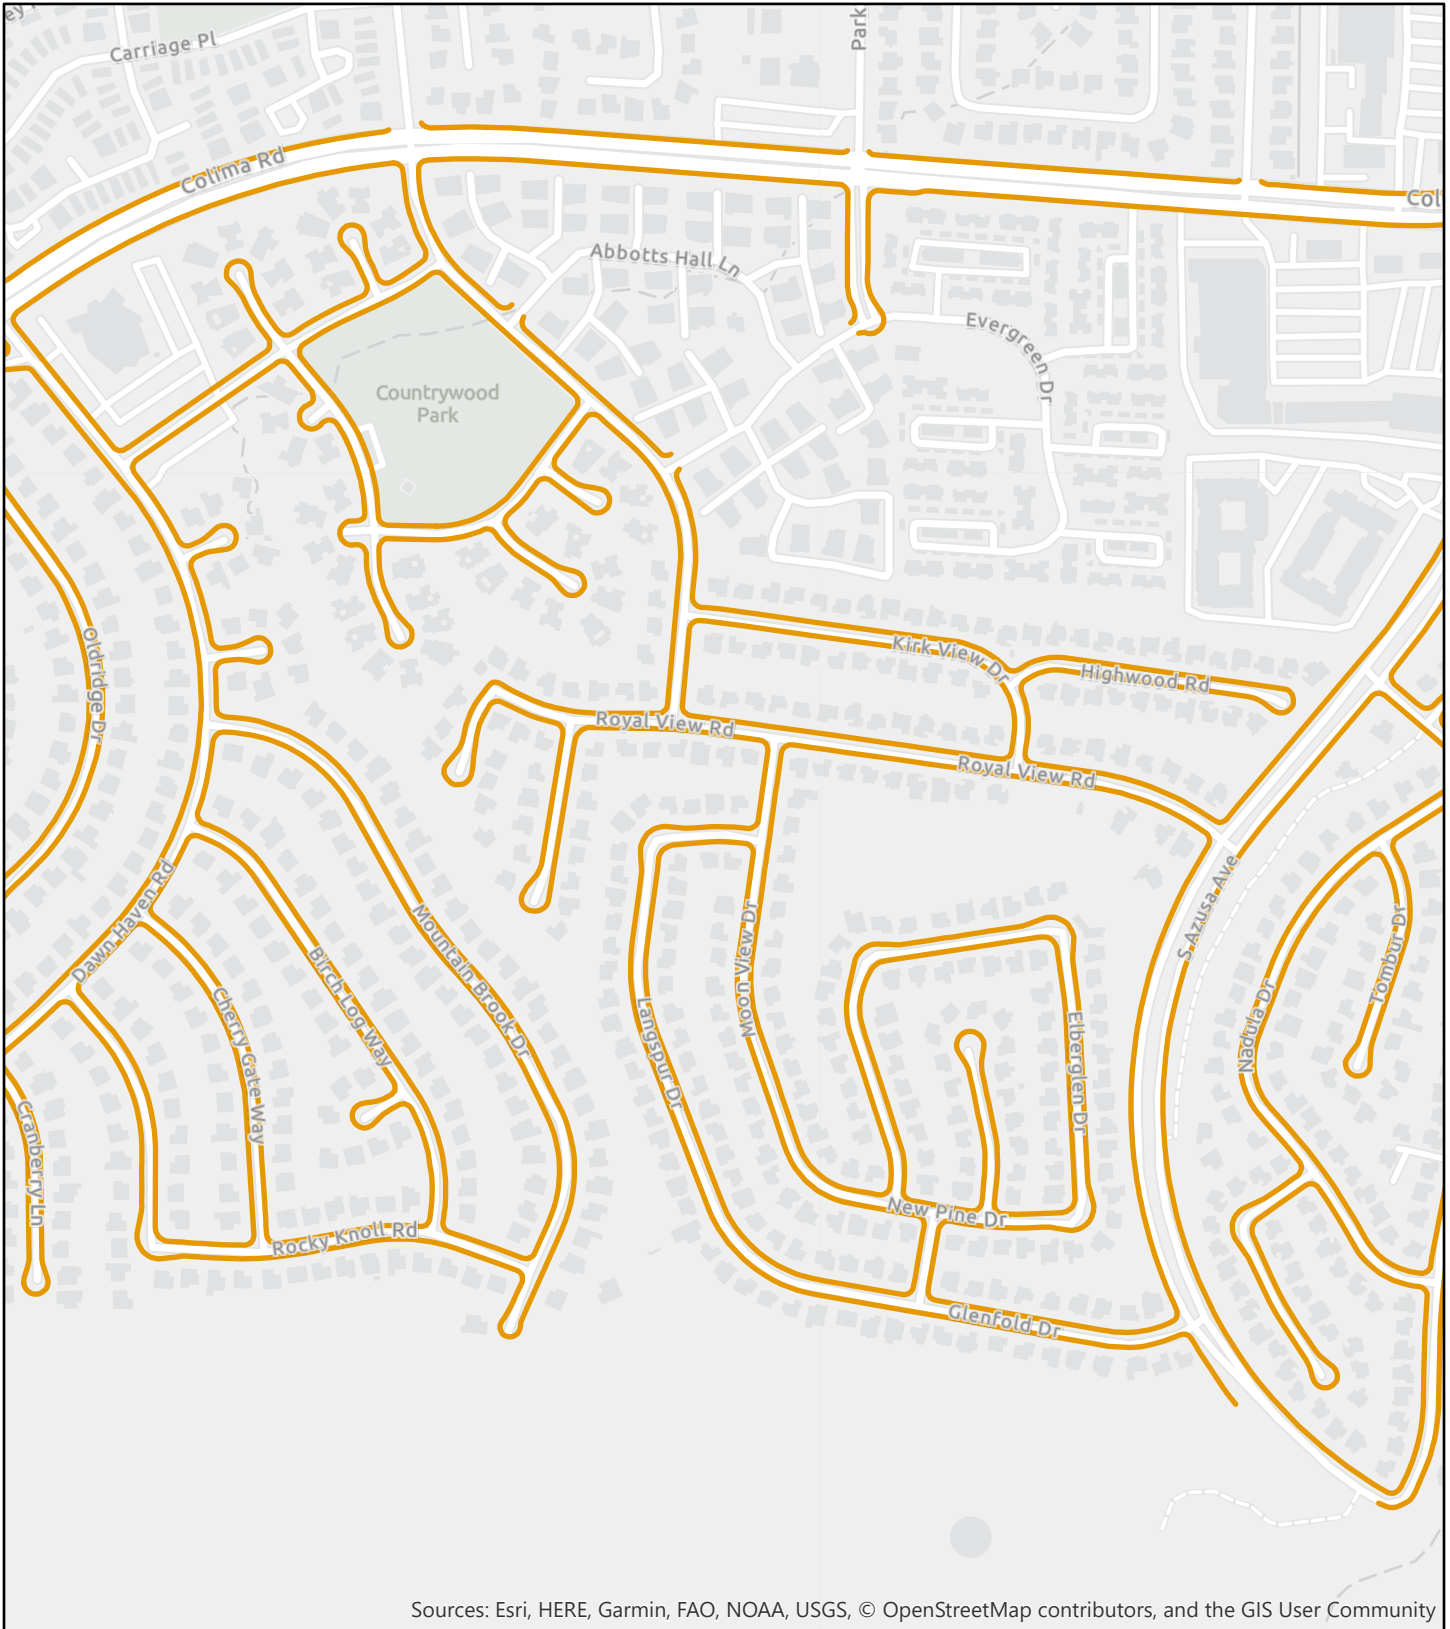 Carriage Pl
Park
Colima Rd
Col
Abbotts Hall Ln
Evergreen Dr
Countrywood
Park
Oldridge Dr
Kirk View Dr
Highwood Rd
Royal View Rd
Royal View Rd
S Azusa Ave
Dawn Haven Rd
Mountain Brook Dr
Birch Log Way
Cherry Gate Way
Moon View Dr
Langspur Dr
Elberglen Dr
Nadula Dr
Tombur Dr
Cranberry Ln
Rocky Knoll Rd
New Pine Dr
Glenfold Dr
Sources: Esri, HERE, Garmin, FAO, NOAA, USGS, © OpenStreetMap contributors, and the GIS User Community